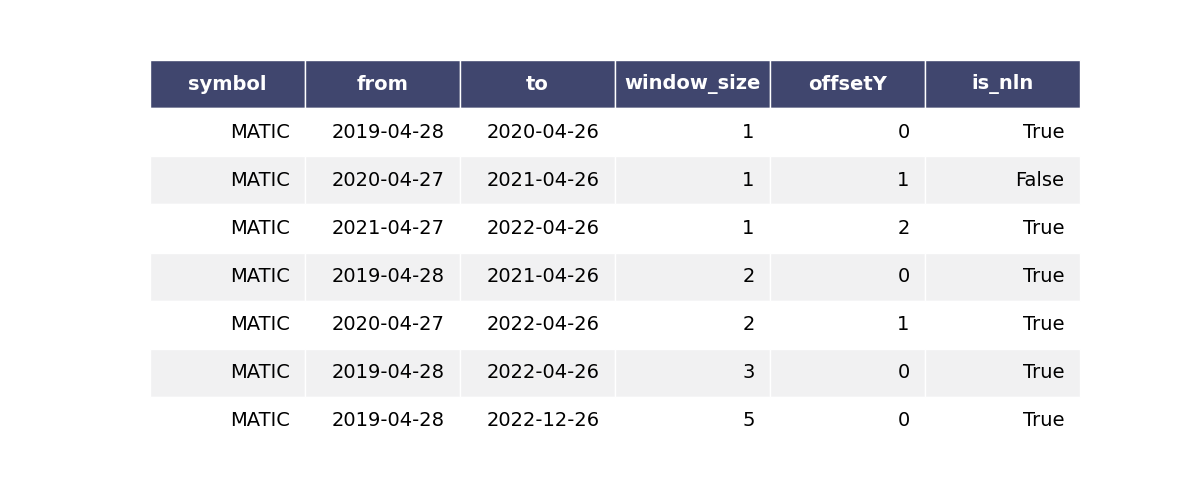 symbol from to window_size offsetY is_nln
MATIC 2019-04-28 2020-04-26 1 0 True
MATIC 2020-04-27 2021-04-26 1 1 False
MATIC 2021-04-27 2022-04-26 1 2 True
MATIC 2019-04-28 2021-04-26 2 0 True
MATIC 2020-04-27 2022-04-26 2 1 True
MATIC 2019-04-28 2022-04-26 3 0 True
MATIC 2019-04-28 2022-12-26 5 0 True